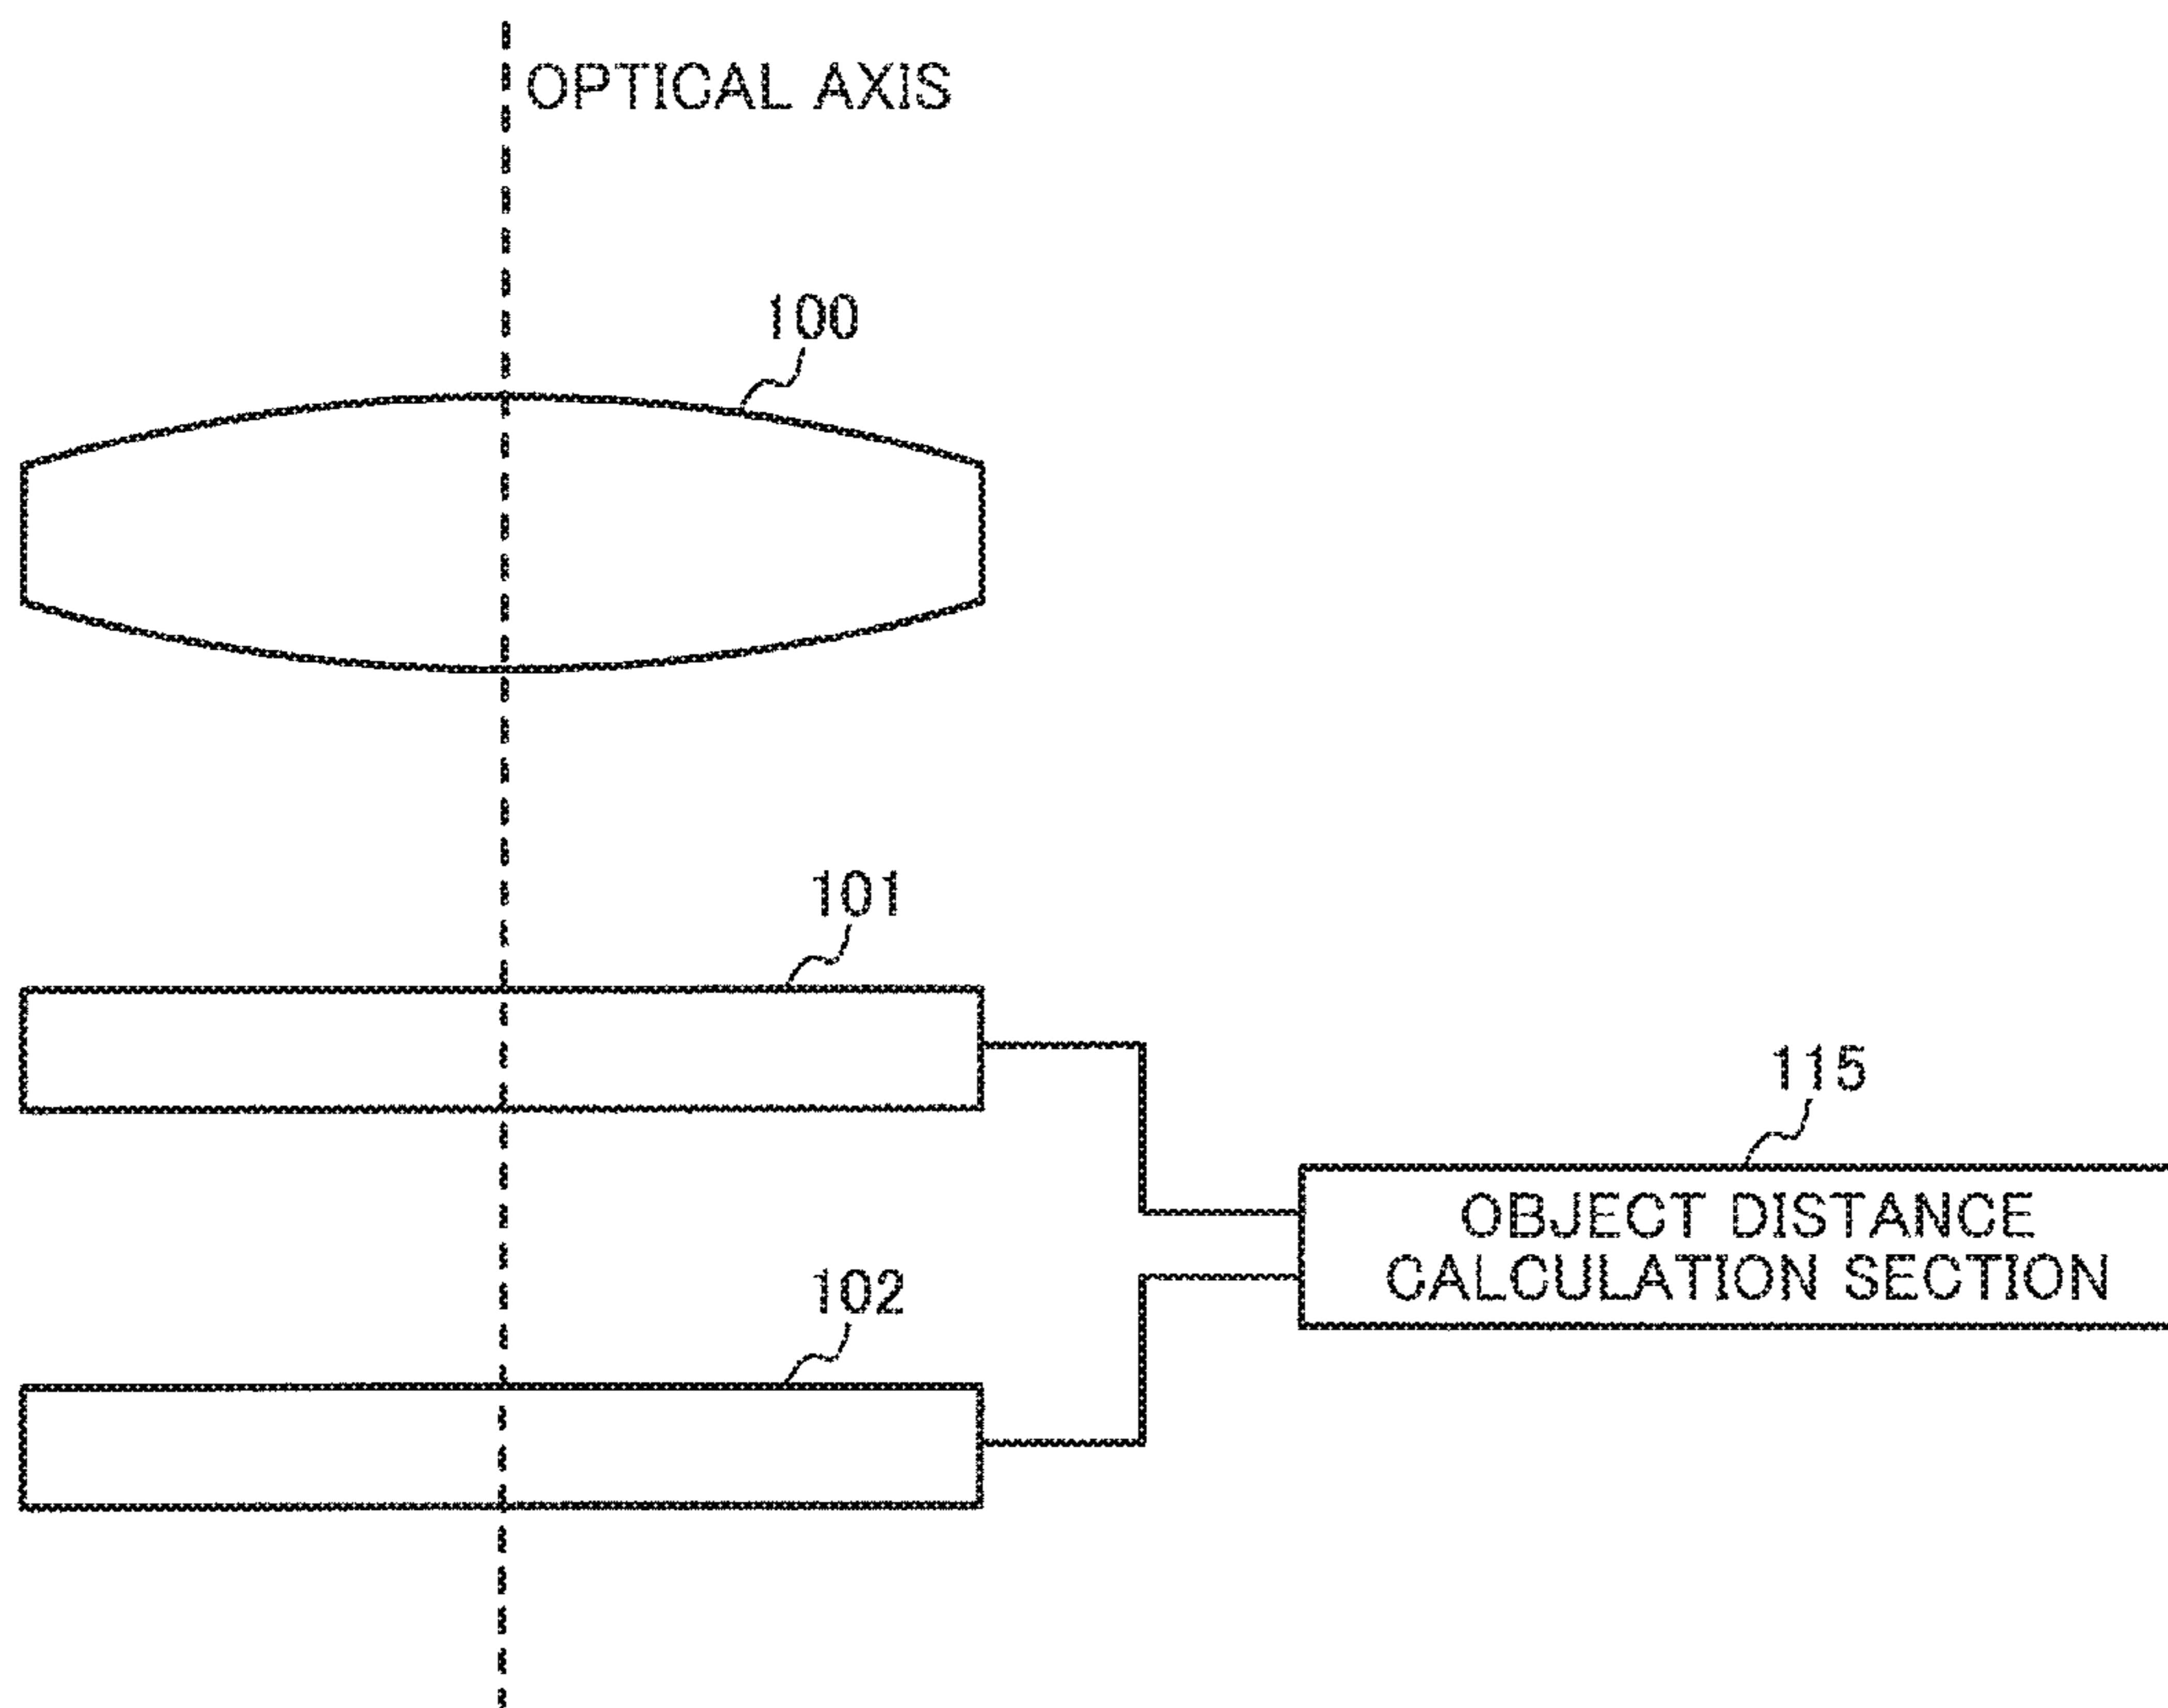 OPTICAL AXIS
100
101
115
OBJECT DISTANCE
CALCULATION SECTION
102